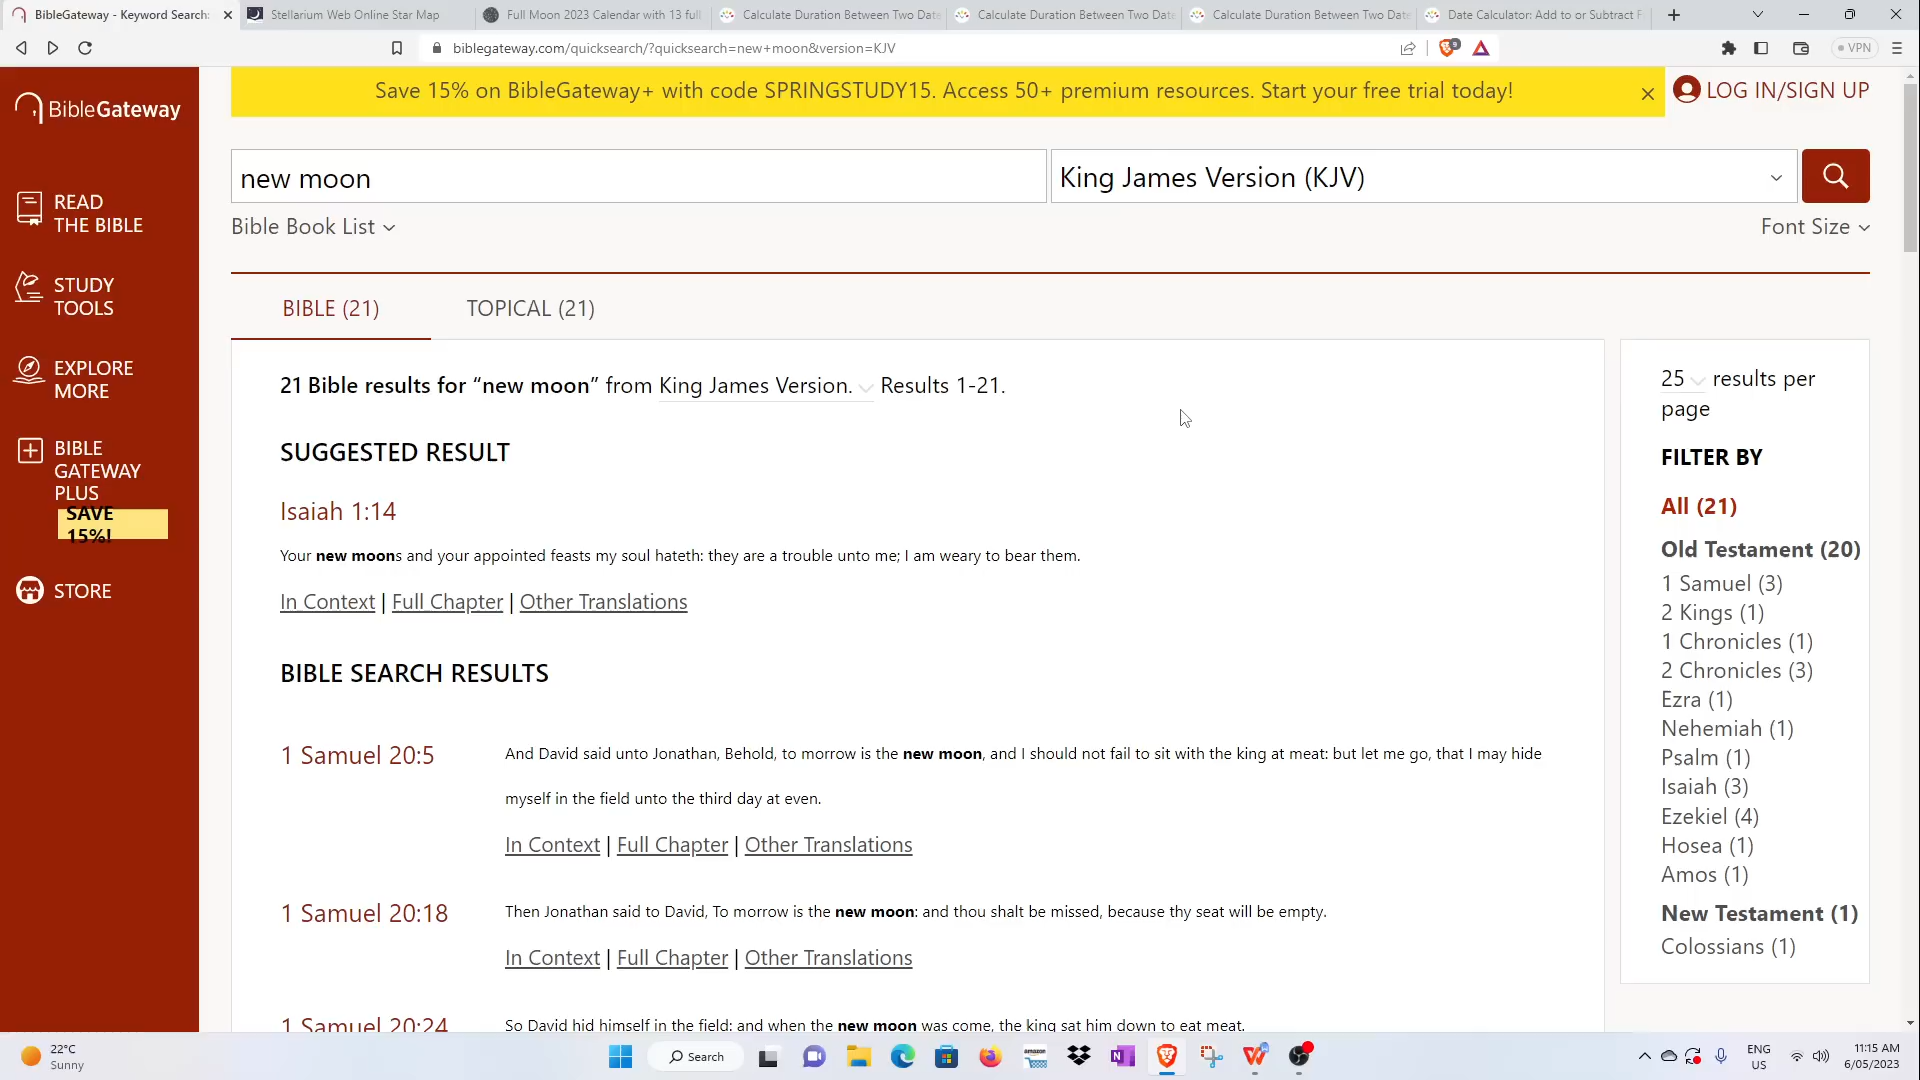 BibleGateway - Keyword Search:
Stellarium Web Online Star Map
Full Moon 2023 Calendar with 13 full
Calculate Duration Between Two Date
Calculate Duration Between Two Date
Calculate Duration Between Two Date
Date Calculator: Add to or Subtract F
biblegateway.com/quicksearch/?quicksearch=new+moon&version=KJV
VPN
BibleGateway
Save 15% on BibleGateway+ with code SPRINGSTUDY15. Access 50+ premium resources. Start your free trial today!
LOG IN/SIGN UP
new moon
King James Version (KJV)
Bible Book List
Font Size
READ
THE BIBLE
STUDY
TOOLS
EXPLORE
MORE
BIBLE
GATEWAY
PLUS
SAVE
15%!
STORE
BIBLE (21)
TOPICAL (21)
21 Bible results for “new moon” from King James Version. Results 1-21.
SUGGESTED RESULT
Isaiah 1:14
Your new moons and your appointed feasts my soul hateth: they are a trouble unto me; I am weary to bear them.
In Context | Full Chapter | Other Translations
BIBLE SEARCH RESULTS
1 Samuel 20:5
And David said unto Jonathan, Behold, to morrow is the new moon, and I should not fail to sit with the king at meat: but let me go, that I may hide
myself in the field unto the third day at even.
In Context | Full Chapter | Other Translations
1 Samuel 20:18
Then Jonathan said to David, To morrow is the new moon: and thou shalt be missed, because thy seat will be empty.
In Context | Full Chapter | Other Translations
1 Samuel 20:24
So David hid himself in the field: and when the new moon was come, the king sat him down to eat meat.
25 results per
page
FILTER BY
All (21)
Old Testament (20)
1 Samuel (3)
2 Kings (1)
1 Chronicles (1)
2 Chronicles (3)
Ezra (1)
Nehemiah (1)
Psalm (1)
Isaiah (3)
Ezekiel (4)
Hosea (1)
Amos (1)
New Testament (1)
Colossians (1)
22°C
Sunny
Search
amazon
ENG
US
11:15 AM
6/05/2023